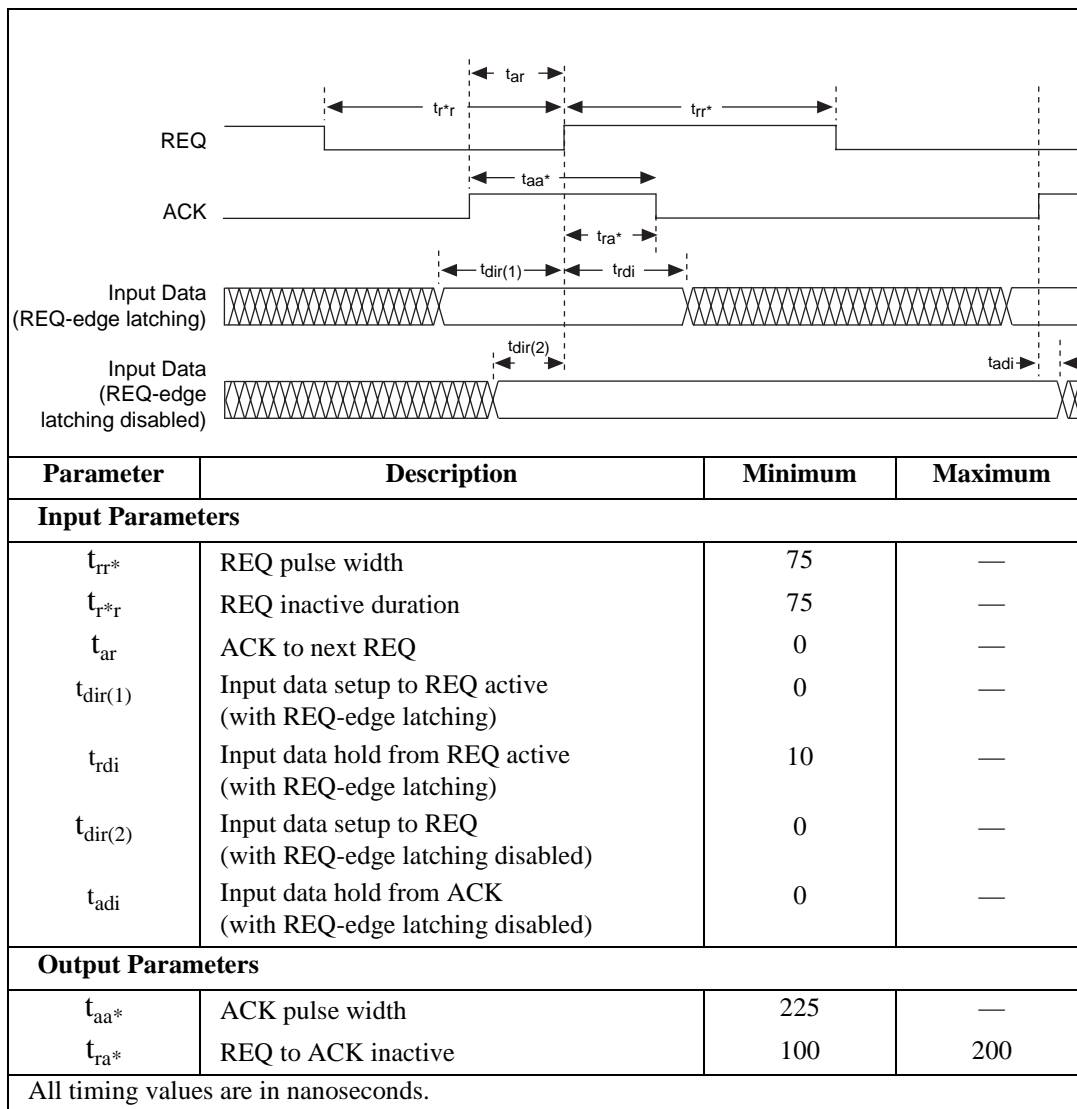 tar
tr*r
trr*
REQ
taa*
ACK
tra*
tdir(1)
trdi
Input Data
(REQ-edge latching)
tdir(2)
tadi
Input Data
(REQ-edge
latching disabled)
Parameter Description Minimum Maximum
Input Parameters
trr* REQ pulse width 75 —
tr*r REQ inactive duration 75 —
tar ACK to next REQ 0 —
tdir(1) Input data setup to REQ active 0 —
(with REQ-edge latching)
trdi Input data hold from REQ active 10 —
(with REQ-edge latching)
tdir(2) Input data setup to REQ 0 —
(with REQ-edge latching disabled)
tadi Input data hold from ACK 0 —
(with REQ-edge latching disabled)
Output Parameters
taa* ACK pulse width 225 —
tra* REQ to ACK inactive 100 200
All timing values are in nanoseconds.